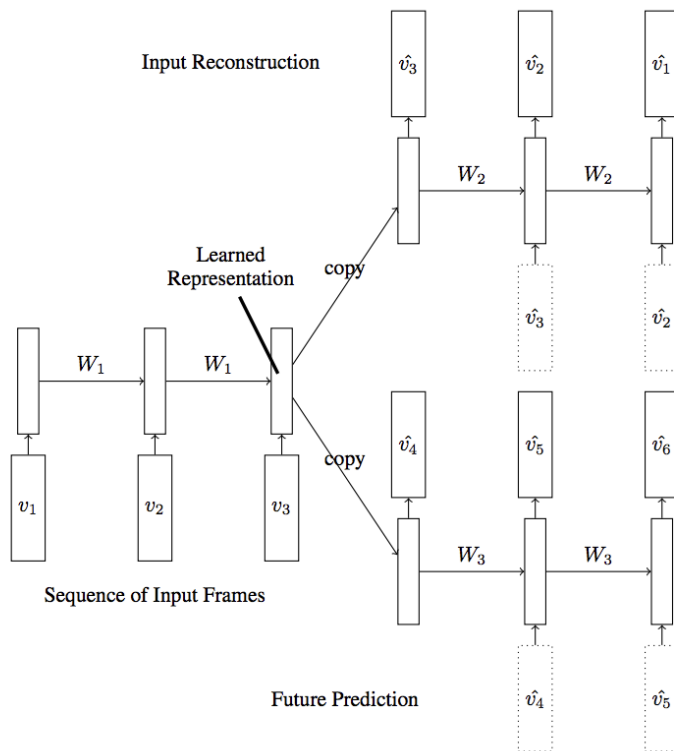 Input Reconstruction
v̂₃ v̂₂ v̂₁
W₂ W₂
Learned
Representation
copy
v̂₃ v̂₂
W₁ W₁
v₁ v₂ v₃
copy
v̂₄ v̂₅ v̂₆
W₃ W₃
Sequence of Input Frames
Future Prediction
v̂₄ v̂₅